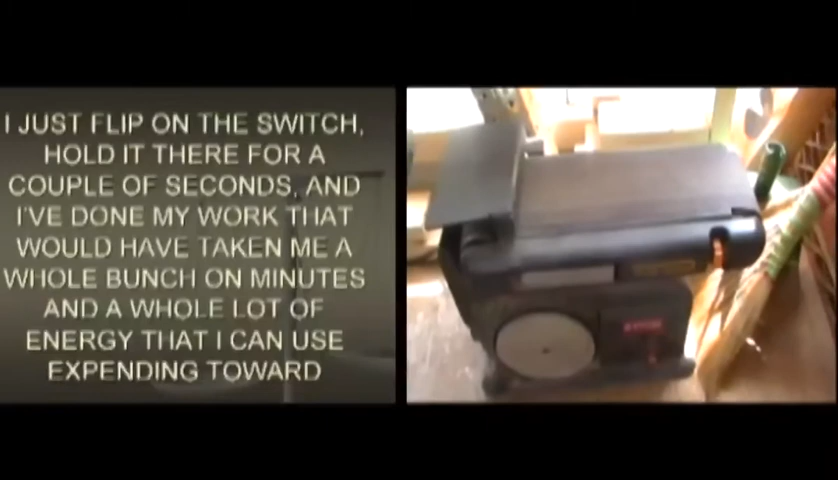 I JUST FLIP ON THE SWITCH,
HOLD IT THERE FOR A
COUPLE OF SECONDS, AND
I'VE DONE MY WORK THAT
WOULD HAVE TAKEN ME A
WHOLE BUNCH ON MINUTES
AND A WHOLE LOT OF
ENERGY THAT I CAN USE
EXPENDING TOWARD